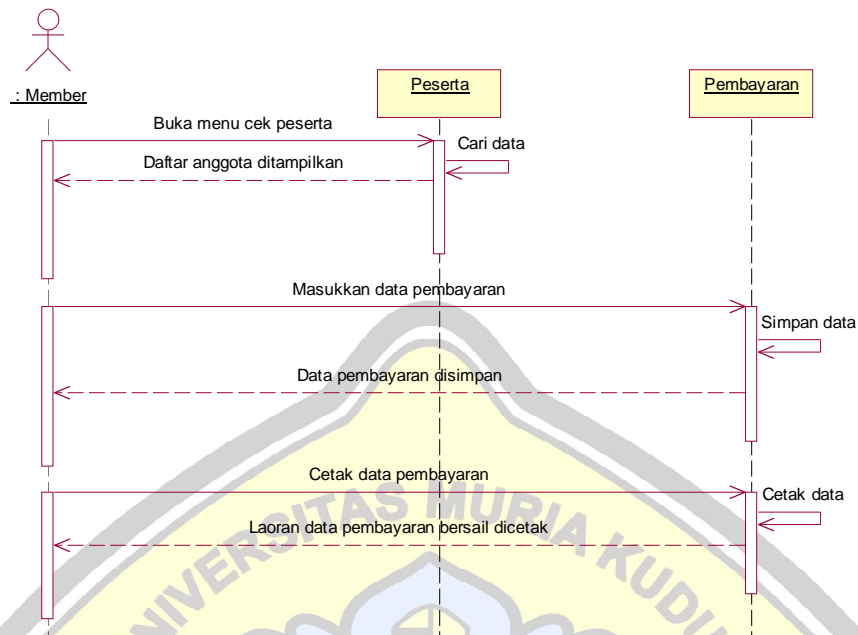 : Member
Peserta
Pembayaran
Buka menu cek peserta
Cari data
Daftar anggota ditampilkan
Masukkan data pembayaran
Simpan data
Data pembayaran disimpan
Cetak data pembayaran
Cetak data
Laoran data pembayaran bersail dicetak
UNIVERSITAS MURIA KUDU